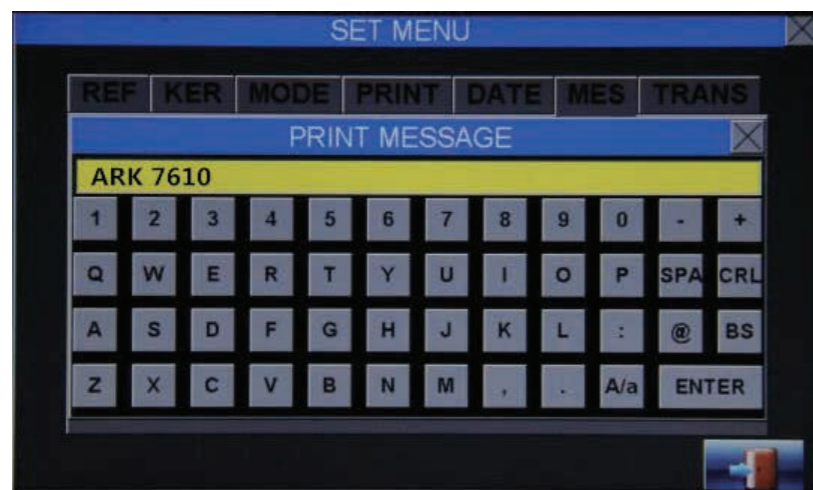 SET MENU
REF KER MODE PRINT DATE MES TRANS
PRINT MESSAGE
ARK 7610
1 2 3 4 5 6 7 8 9 0 - +
Q W E R T Y U I O P SPA CRL
A S D F G H J K L : @ BS
Z X C V B N M , . A/a ENTER